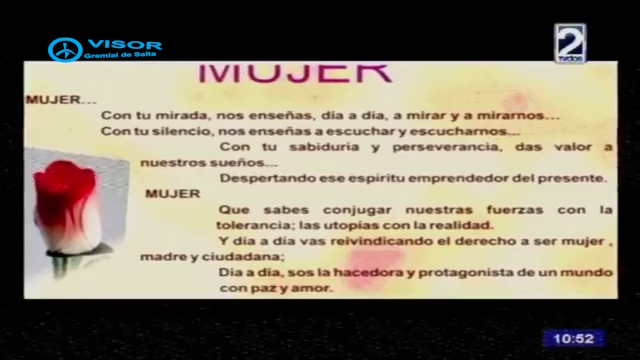 VISOR
Gremial de Salta
2
TVdos
MUJER
MUJER...
Con tu mirada, nos enseñas, día a día, a mirar y a mirarnos...
Con tu silencio, nos enseñas a escuchar y escucharnos...
Con tu sabiduria y perseverancia, das valor a
nuestros sueños...
Despertando ese espíritu emprendedor del presente.
MUJER
Que sabes conjugar nuestras fuerzas con la
tolerancia; las utopias con la realidad.
Y día a día vas reivindicando el derecho a ser mujer ,
madre y ciudadana;
Día a día, sos la hacedora y protagonista de un mundo
con paz y amor.
10:52